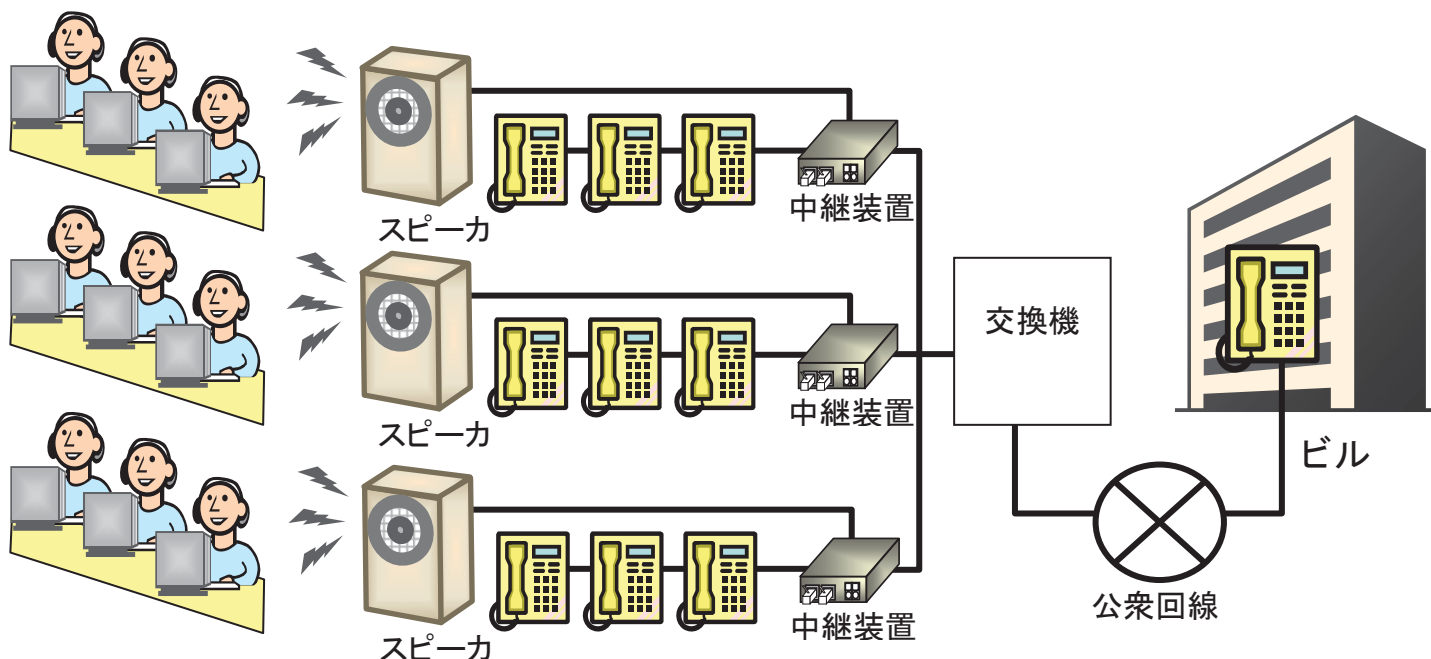 スピーカ
中継装置
スピーカ
中継装置
スピーカ
中継装置
交換機
公衆回線
ビル